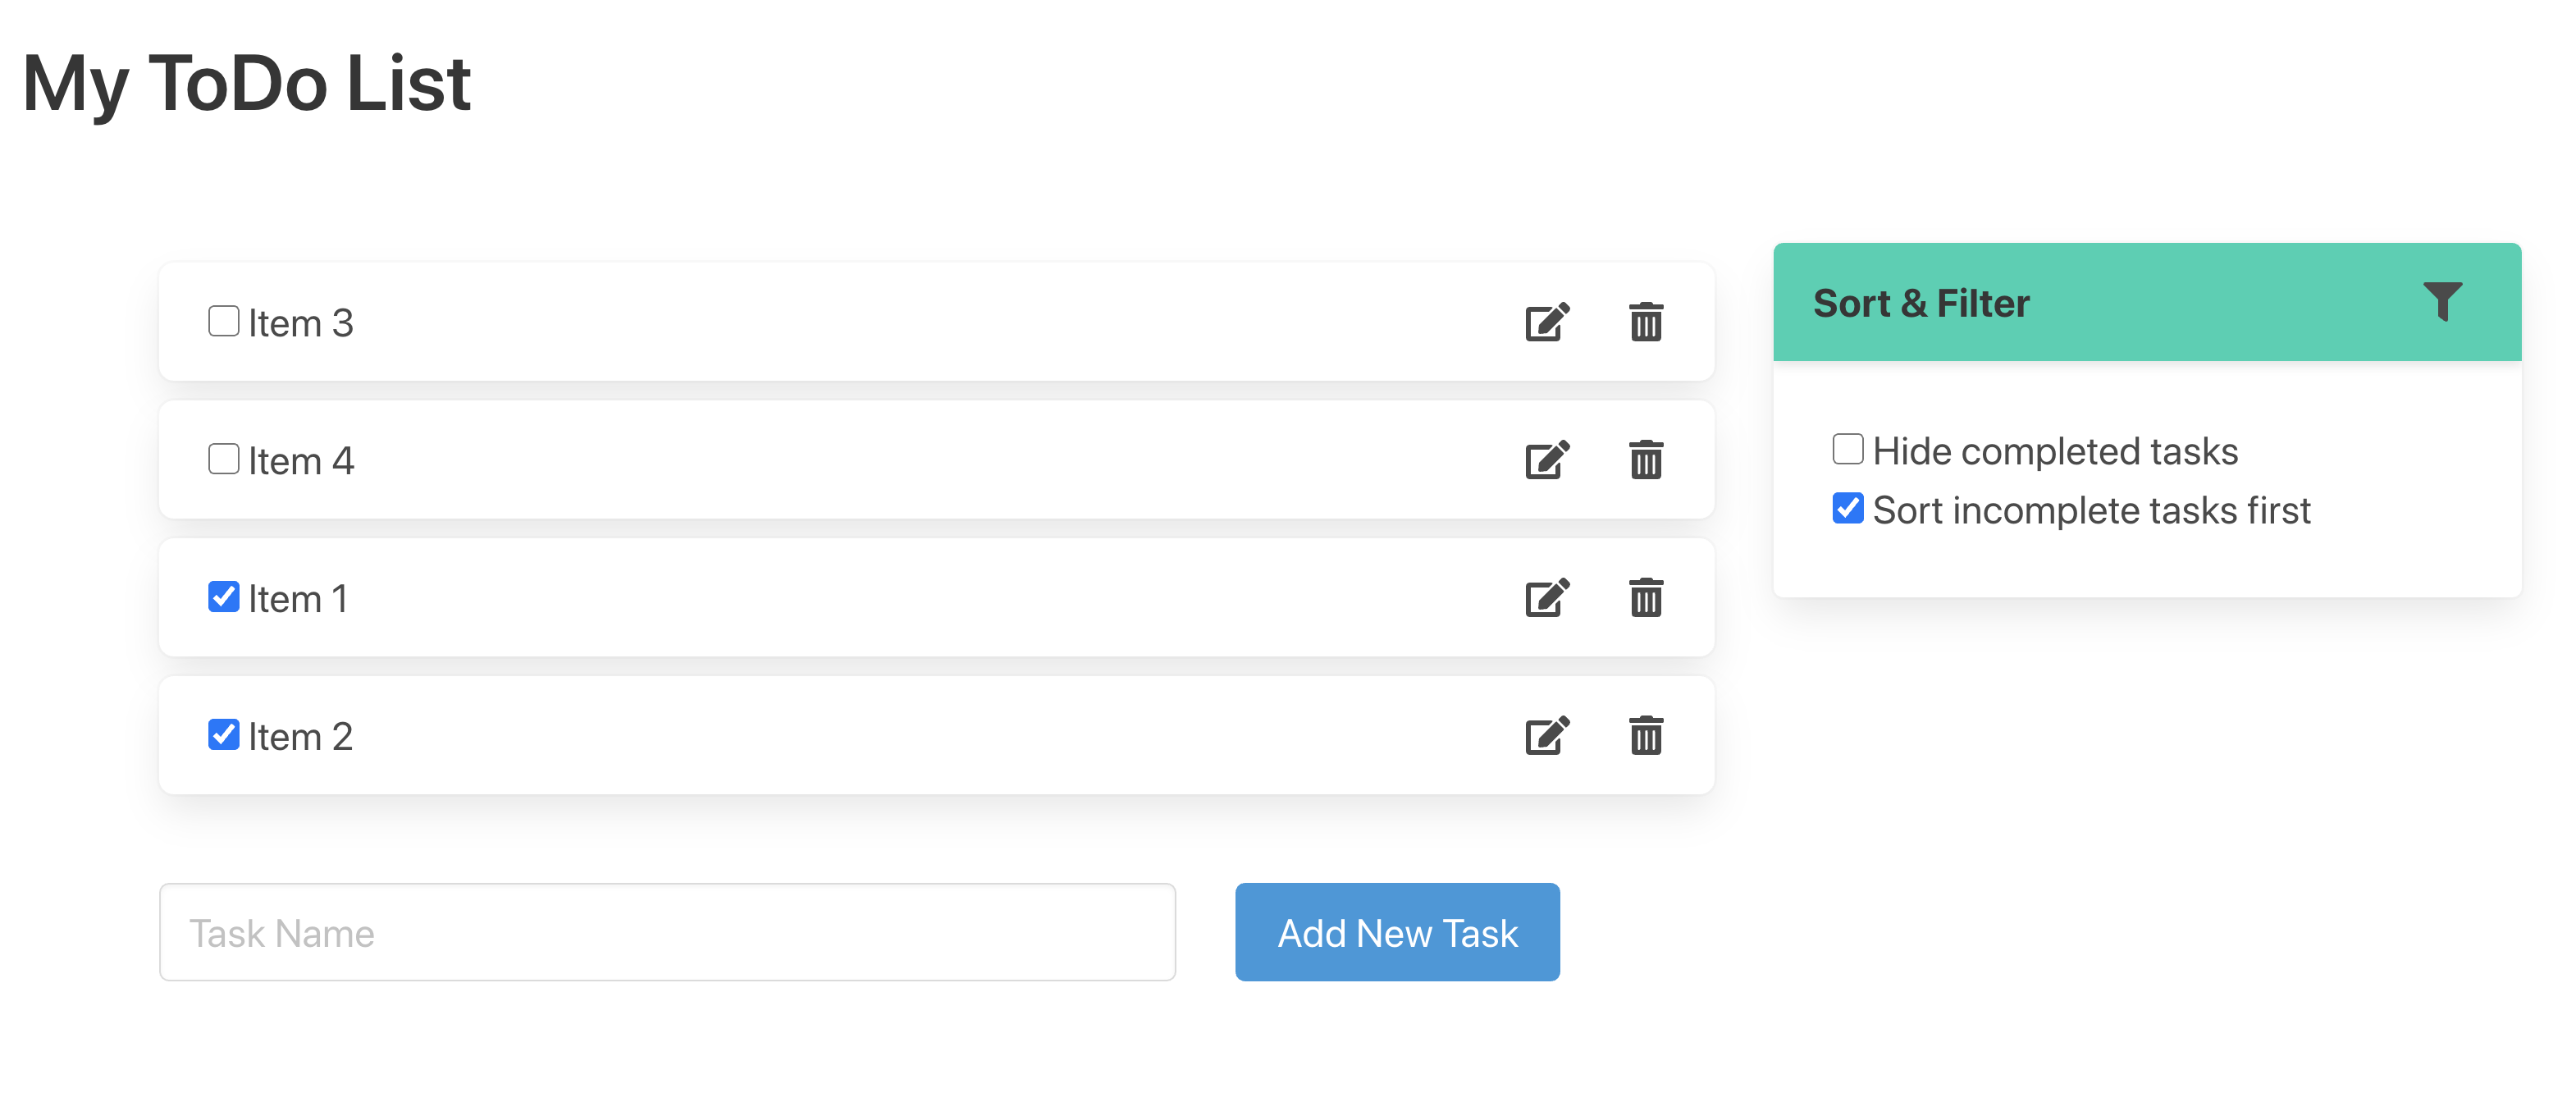 My ToDo List
Item 3
Item 4
Item 1
Item 2
Task Name
Add New Task
Sort & Filter
Hide completed tasks
Sort incomplete tasks first